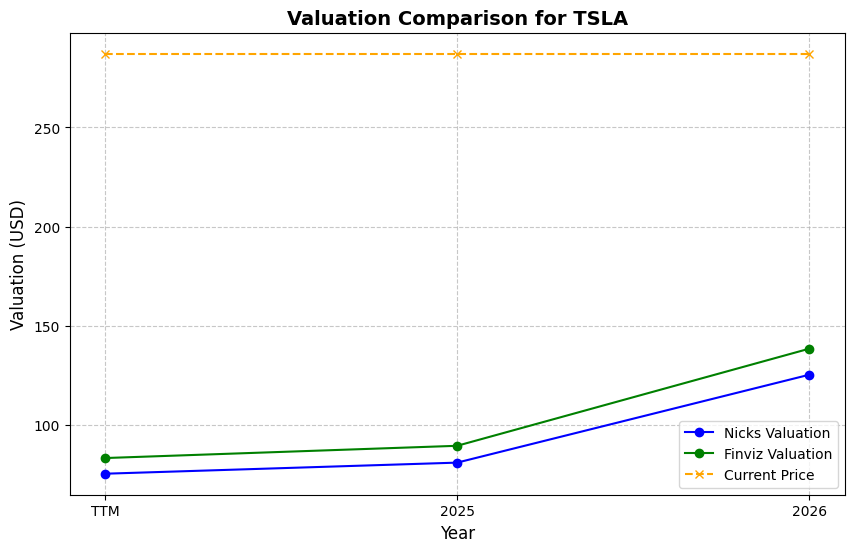 Valuation Comparison for TSLA
Valuation (USD)
250
200
150
100
TTM
2025
2026
Year
Nicks Valuation
Finviz Valuation
Current Price